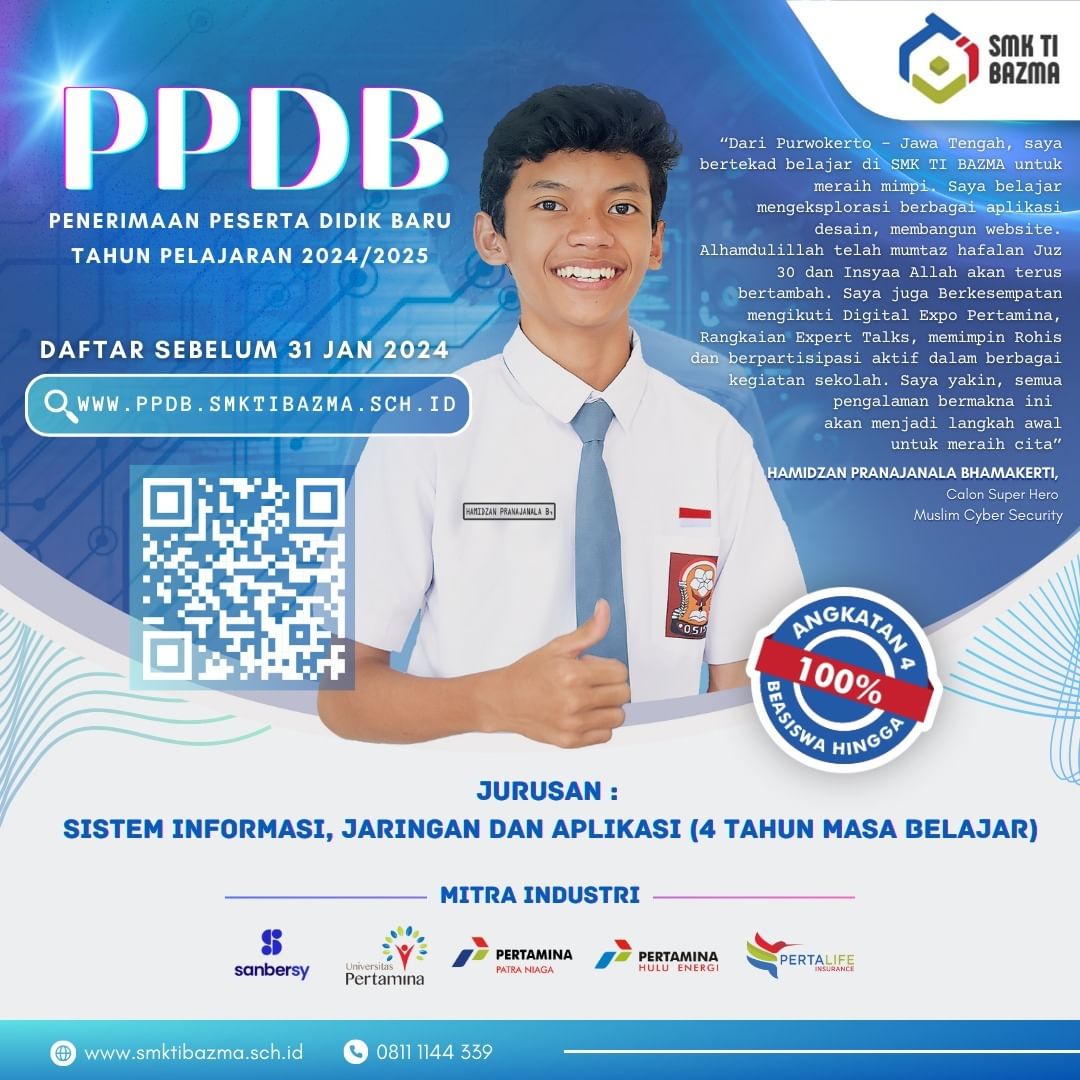 SMK TI
BAZMA
PPDB
PENERIMAAN PESERTA DIDIK BARU
TAHUN PELAJARAN 2024/2025
DAFTAR SEBELUM 31 JAN 2024
WWW.PPDB.SMKTIBAZMA.SCH.ID
“Dari Purwokerto – Jawa Tengah, saya
bertekad belajar di SMK TI BAZMA untuk
meraih mimpi. Saya belajar
mengeksplorasi berbagai aplikasi
desain, membangun website.
Alhamdulillah telah mumtaz hafalan Juz
30 dan Insyaa Allah akan terus
bertambah. Saya juga Berkesempatan
mengikuti Digital Expo Pertamina,
Rangkaian Expert Talks, memimpin Rohis
dan berpartisipasi aktif dalam berbagai
kegiatan sekolah. Saya yakin, semua
pengalaman bermakna ini
akan menjadi langkah awal
untuk meraih cita”
HAMIDZAN PRANAJANALA BHAMAKERTI,
Calon Super Hero
Muslim Cyber Security
HAMIDZAN PRANAJANALA B.
OSIS
ANGKATAN 4
100%
BEASISWA HINGGA
JURUSAN :
SISTEM INFORMASI, JARINGAN DAN APLIKASI (4 TAHUN MASA BELAJAR)
MITRA INDUSTRI
sanbersy
Universitas
Pertamina
PERTAMINA
PATRA NIAGA
PERTAMINA
HULU ENERGI
PERTALIFE
INSURANCE
www.smktibazma.sch.id
0811 1144 339